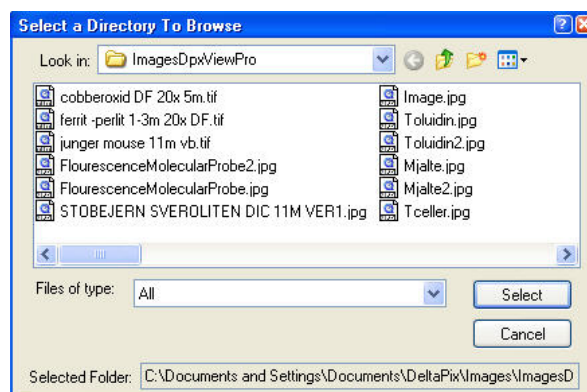 Select a Directory To Browse
Look in: ImagesDpxViewPro
cobberoxid DF 20x 5m.tif
ferrit -perlit 1-3m 20x DF.tif
junger mouse 11m vb.tif
FlourescenceMolecularProbe2.jpg
FlourescenceMolecularProbe.jpg
STOBEJERN SVEROLITEN DIC 11M VER1.jpg
Image.jpg
Toluidin.jpg
Toluidin2.jpg
Mjalte.jpg
Mjalte2.jpg
Tceller.jpg
Files of type: All
Select
Cancel
Selected Folder: C:\Documents and Settings\Documents\DeltaPix\Images\ImagesD